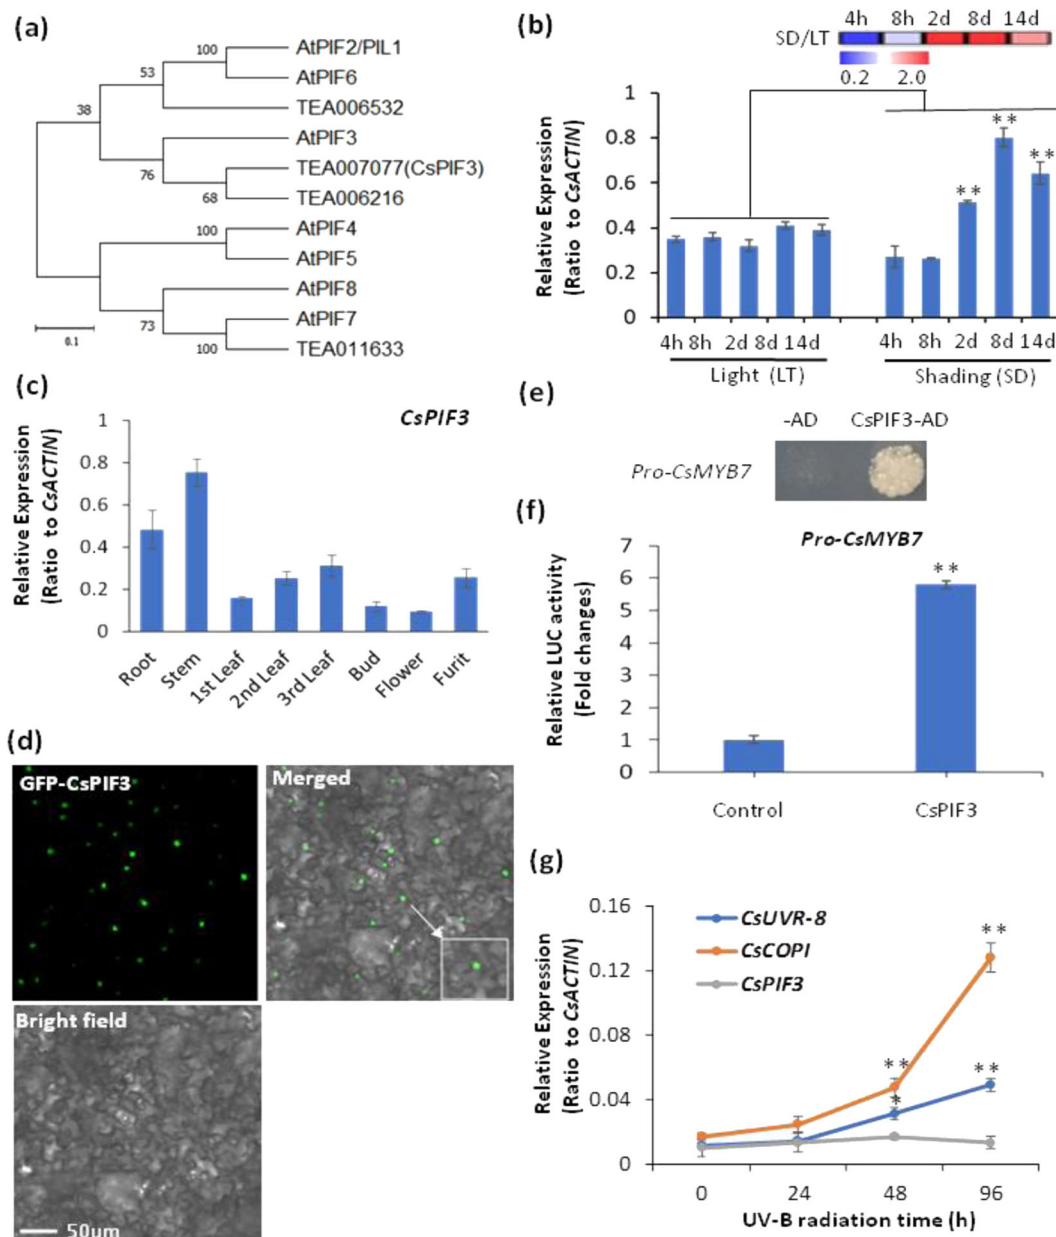 (a)
100
AtPIF2/PIL1
53
AtPIF6
38
TEA006532
AtPIF3
76
TEA007077(CsPIF3)
68
TEA006216
100
AtPIF4
AtPIF5
AtPIF8
73
AtPIF7
100
TEA011633
0.1
(b)
4h 8h 2d 8d 14d
SD/LT
0.2 2.0
Relative Expression
(Ratio to CsACTIN)
1
0.8
0.6
0.4
0.2
0
** ** **
4h 8h 2d 8d 14d 4h 8h 2d 8d 14d
Light (LT) Shading (SD)
(c)
CsPIF3
Relative Expression
(Ratio to CsACTIN)
1
0.8
0.6
0.4
0.2
0
Root Stem 1st Leaf 2nd Leaf 3rd Leaf Bud Flower Furit
(d)
GFP-CsPIF3
Merged
Bright field
50μm
(e)
-AD CsPIF3-AD
Pro-CsMYB7
(f)
Pro-CsMYB7
Relative LUC activity
(Fold changes)
7
6
5
4
3
2
1
0
**
Control CsPIF3
(g)
Relative Expression
(Ratio to CsACTIN)
0.16
0.12
0.08
0.04
0
CsUVR-8
CsCOPI
CsPIF3
**
**
**
*
0 24 48 96
UV-B radiation time (h)